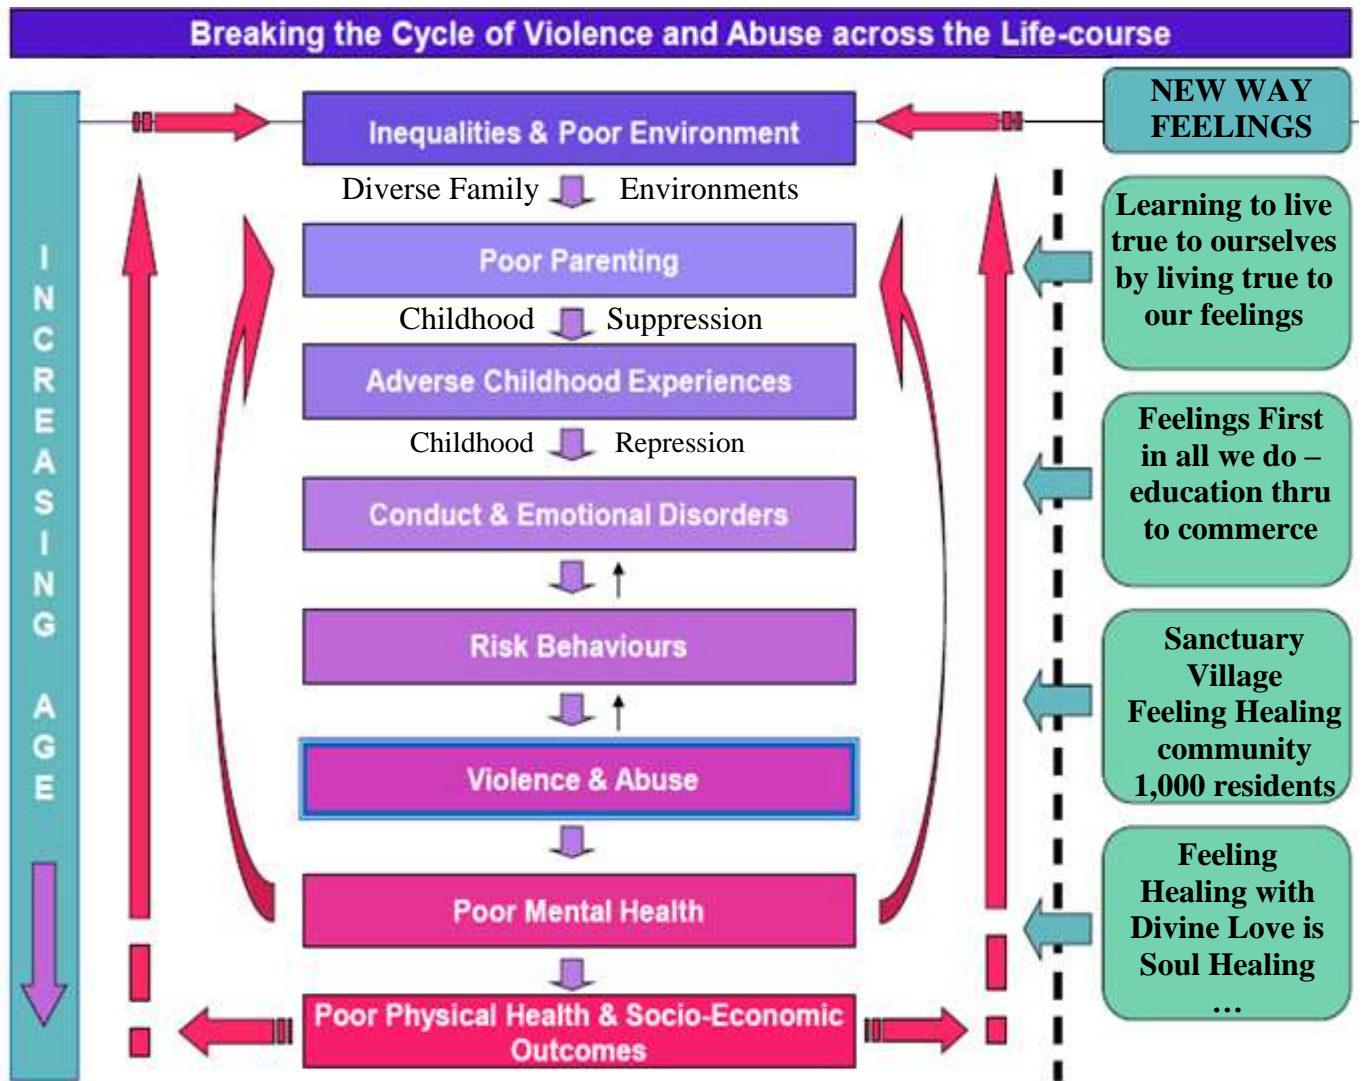 Breaking the Cycle of Violence and Abuse across the Life-course
INCREASING AGE
Inequalities & Poor Environment
Diverse Family Environments
Poor Parenting
Childhood Suppression
Adverse Childhood Experiences
Childhood Repression
Conduct & Emotional Disorders
Risk Behaviours
Violence & Abuse
Poor Mental Health
Poor Physical Health & Socio-Economic
Outcomes
NEW WAY
FEELINGS
Learning to live
true to ourselves
by living true to
our feelings
Feelings First
in all we do –
education thru
to commerce
Sanctuary
Village
Feeling Healing
community
1,000 residents
Feeling
Healing with
Divine Love is
Soul Healing
…